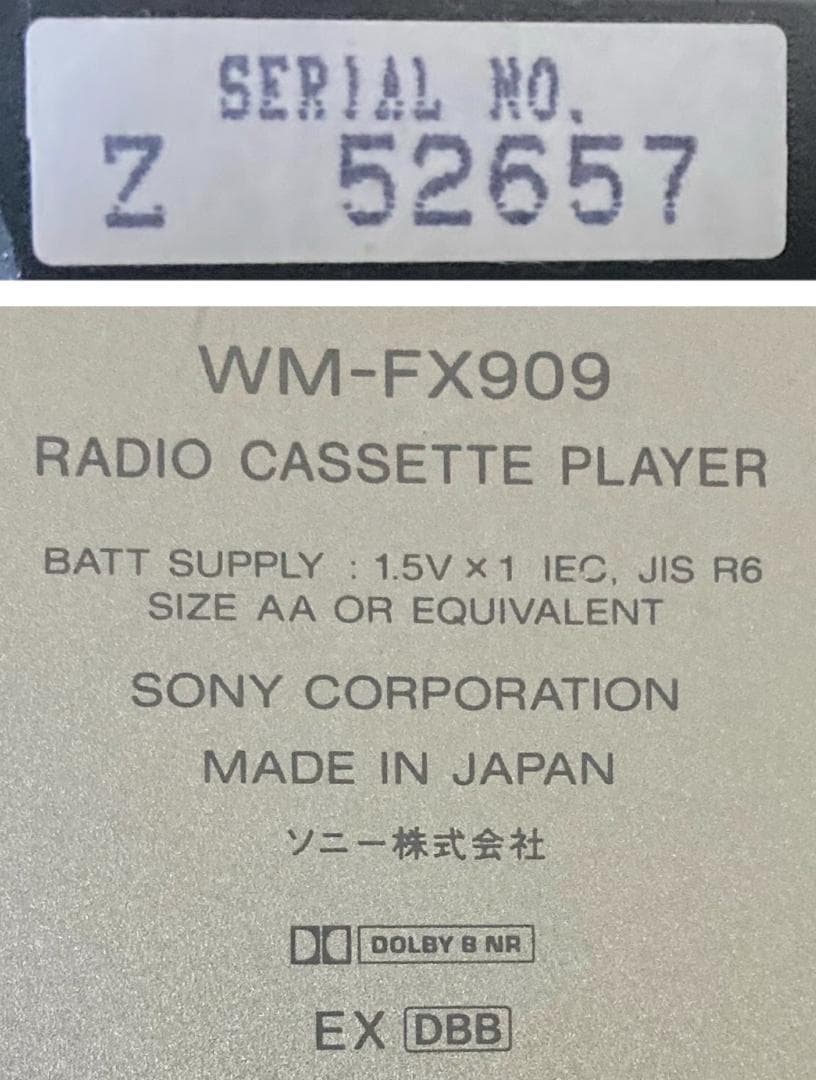 SERIAL NO.
Z 52657
WM-FX909
RADIO CASSETTE PLAYER
BATT SUPPLY : 1.5V×1 IEC, JIS R6
SIZE AA OR EQUIVALENT
SONY CORPORATION
MADE IN JAPAN
ソニー株式会社
DOLBY B NR
EX DBB